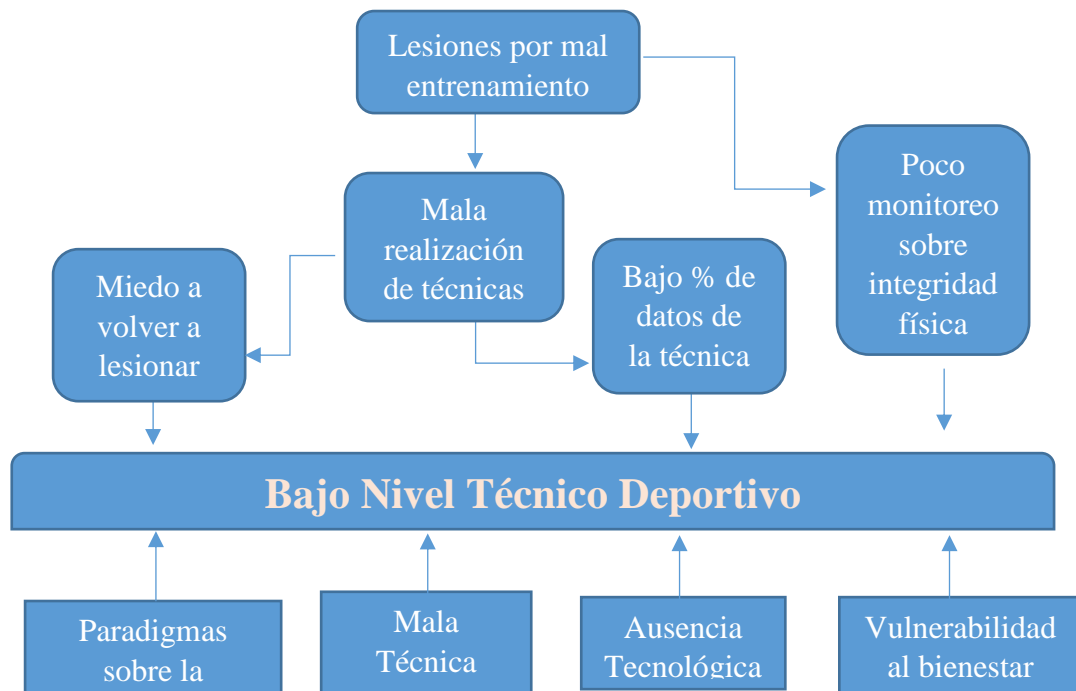 Lesiones por mal
entrenamiento
Mala
realización
de técnicas
Poco
monitoreo
sobre
integridad
física
Miedo a
volver a
lesionar
Bajo % de
datos de
la técnica
Bajo Nivel Técnico Deportivo
Paradigmas
sobre la
Mala
Técnica
Ausencia
Tecnológica
Vulnerabilidad
al bienestar